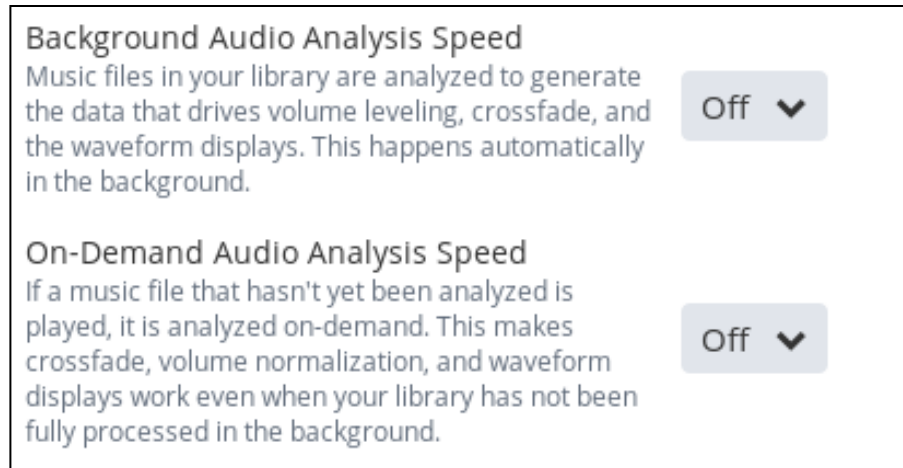 Background Audio Analysis Speed
Music files in your library are analyzed to generate
the data that drives volume leveling, crossfade, and
the waveform displays. This happens automatically
in the background.
Off
On-Demand Audio Analysis Speed
If a music file that hasn't yet been analyzed is
played, it is analyzed on-demand. This makes
crossfade, volume normalization, and waveform
displays work even when your library has not been
fully processed in the background.
Off